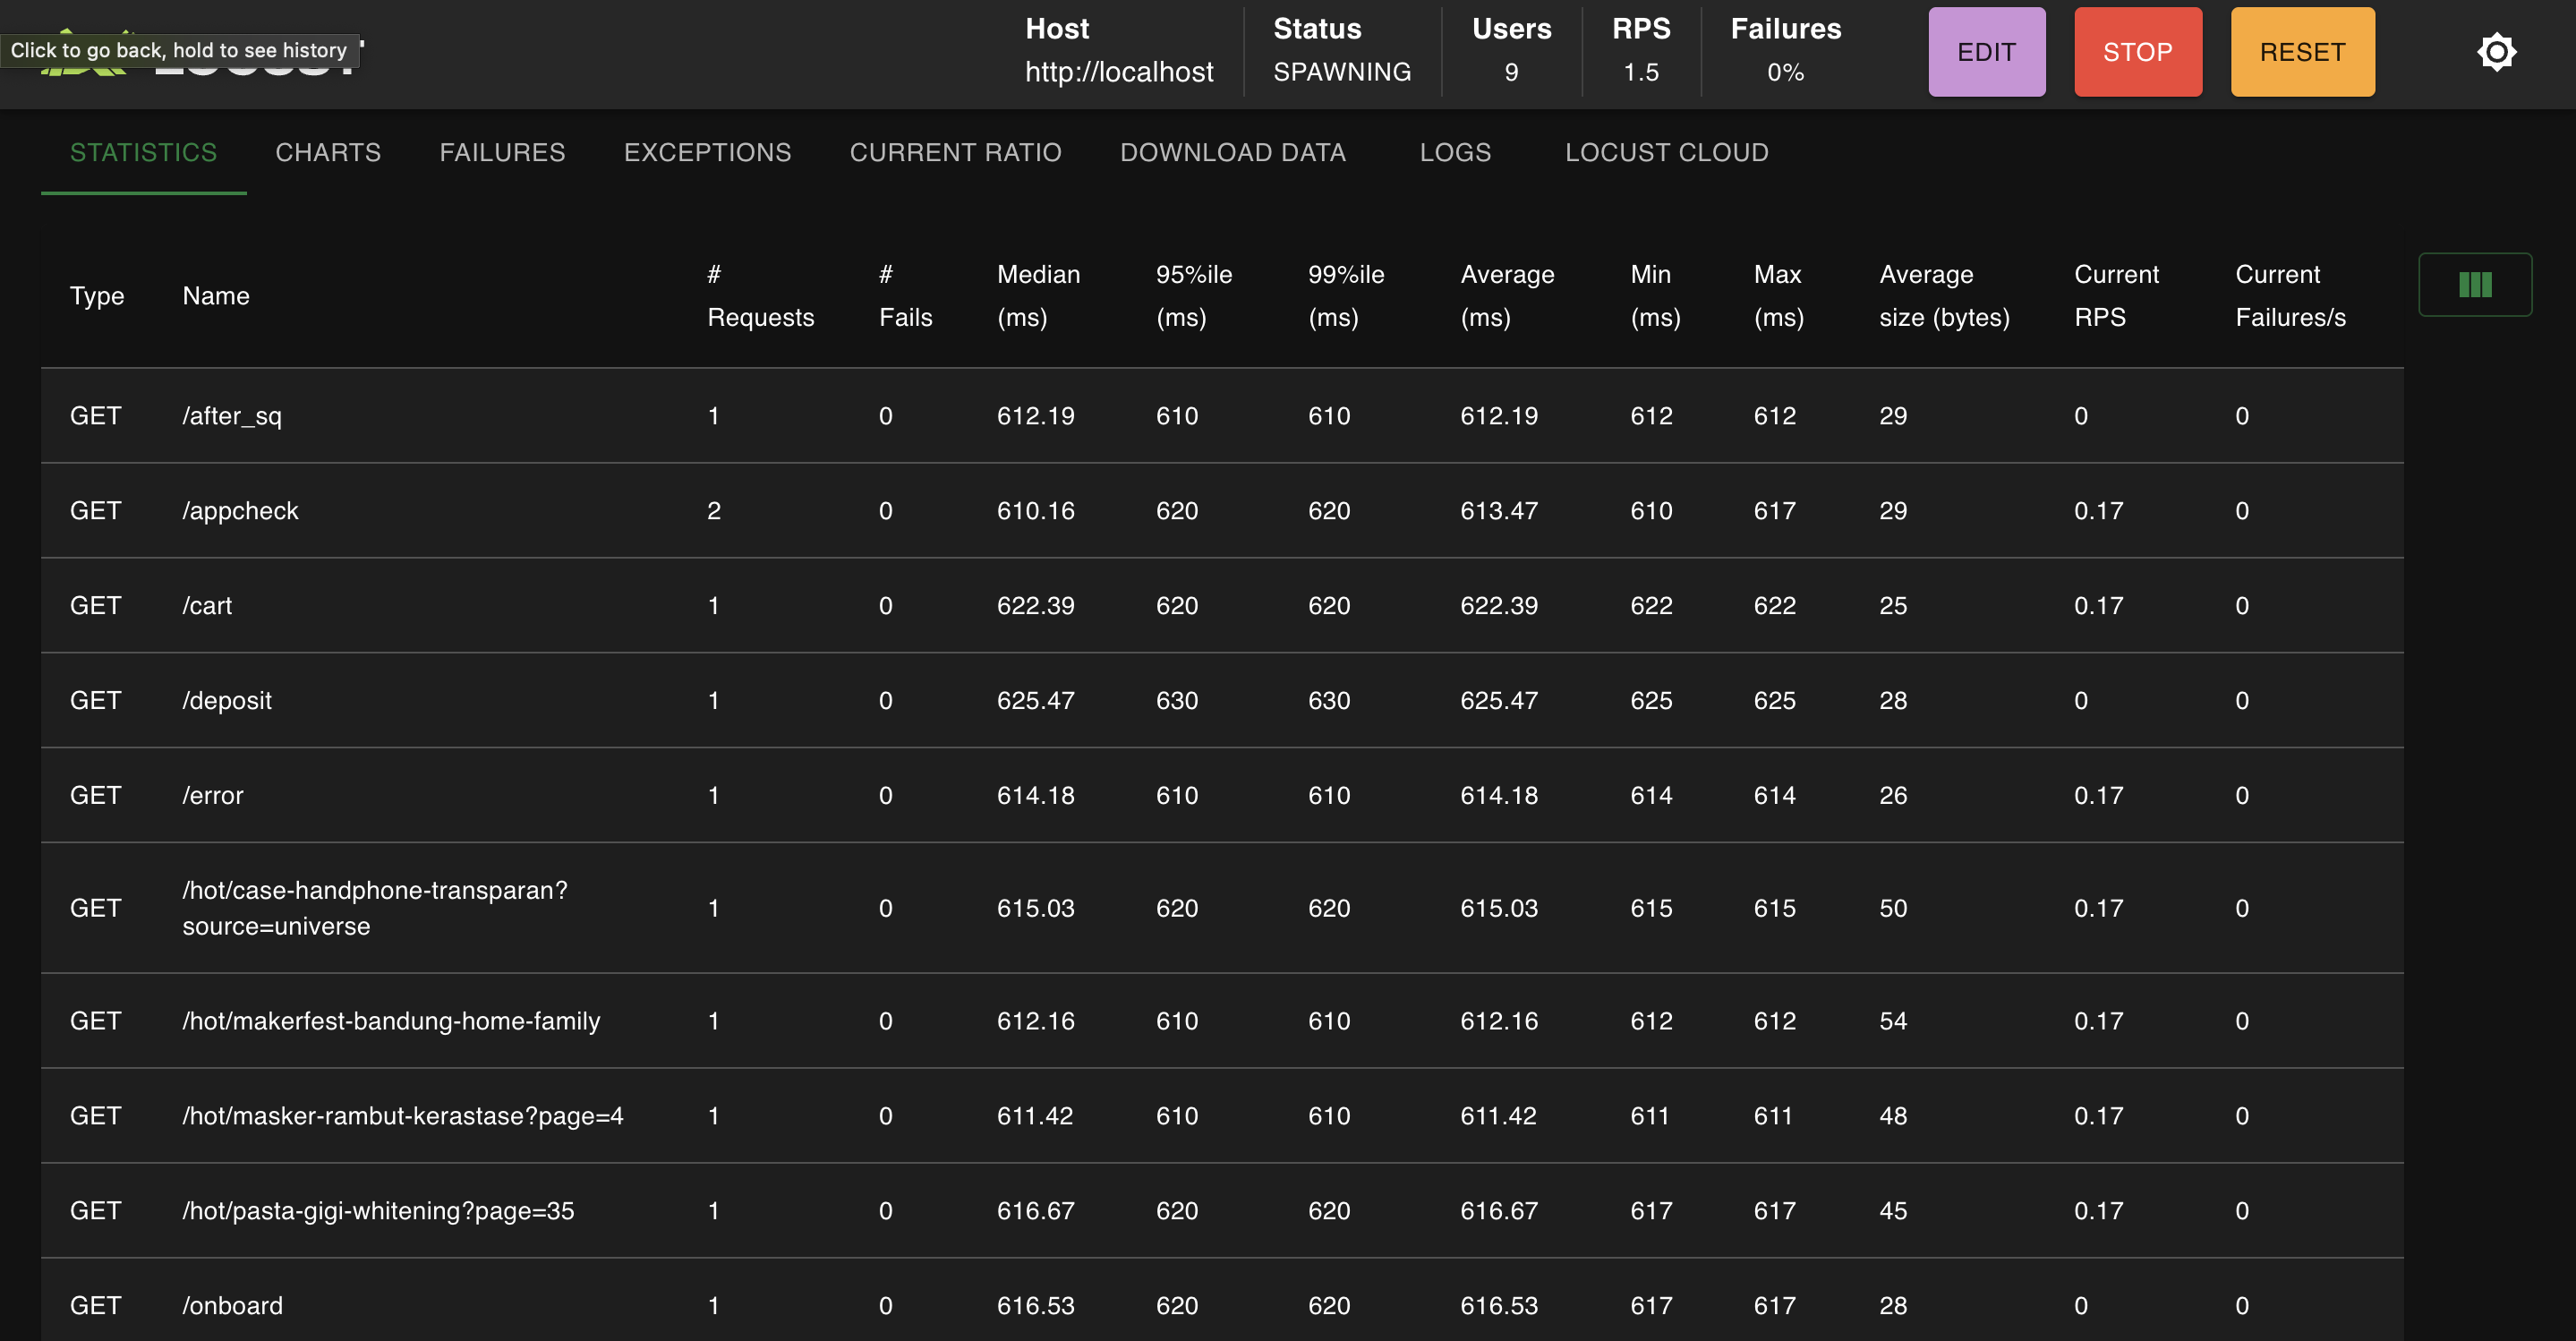 Click to go back, hold to see history
Host
http://localhost
Status
SPAWNING
Users
9
RPS
1.5
Failures
0%
EDIT
STOP
RESET
STATISTICS CHARTS FAILURES EXCEPTIONS CURRENT RATIO DOWNLOAD DATA LOGS LOCUST CLOUD
Type Name # Requests # Fails Median (ms) 95%ile (ms) 99%ile (ms) Average (ms) Min (ms) Max (ms) Average size (bytes) Current RPS Current Failures/s
GET /after_sq 1 0 612.19 610 610 612.19 612 612 29 0 0
GET /appcheck 2 0 610.16 620 620 613.47 610 617 29 0.17 0
GET /cart 1 0 622.39 620 620 622.39 622 622 25 0.17 0
GET /deposit 1 0 625.47 630 630 625.47 625 625 28 0 0
GET /error 1 0 614.18 610 610 614.18 614 614 26 0.17 0
GET /hot/case-handphone-transparan?
source=universe 1 0 615.03 620 620 615.03 615 615 50 0.17 0
GET /hot/makerfest-bandung-home-family 1 0 612.16 610 610 612.16 612 612 54 0.17 0
GET /hot/masker-rambut-kerastase?page=4 1 0 611.42 610 610 611.42 611 611 48 0.17 0
GET /hot/pasta-gigi-whitening?page=35 1 0 616.67 620 620 616.67 617 617 45 0.17 0
GET /onboard 1 0 616.53 620 620 616.53 617 617 28 0 0